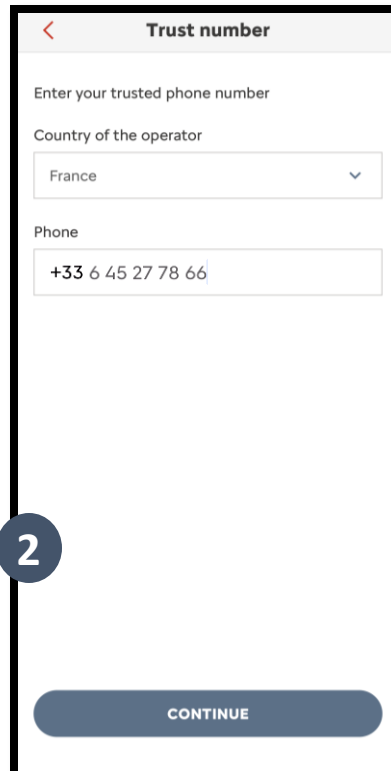 Trust number
Enter your trusted phone number
Country of the operator
France
Phone
+33 6 45 27 78 66
2
CONTINUE